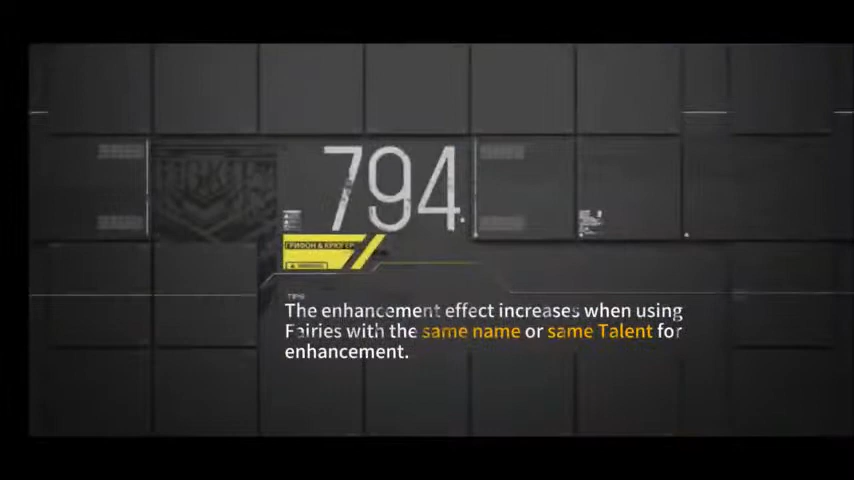 794.
ГРИФОН & КРЮГЕР
TIPS
The enhancement effect increases when using
Fairies with the same name or same Talent for
enhancement.